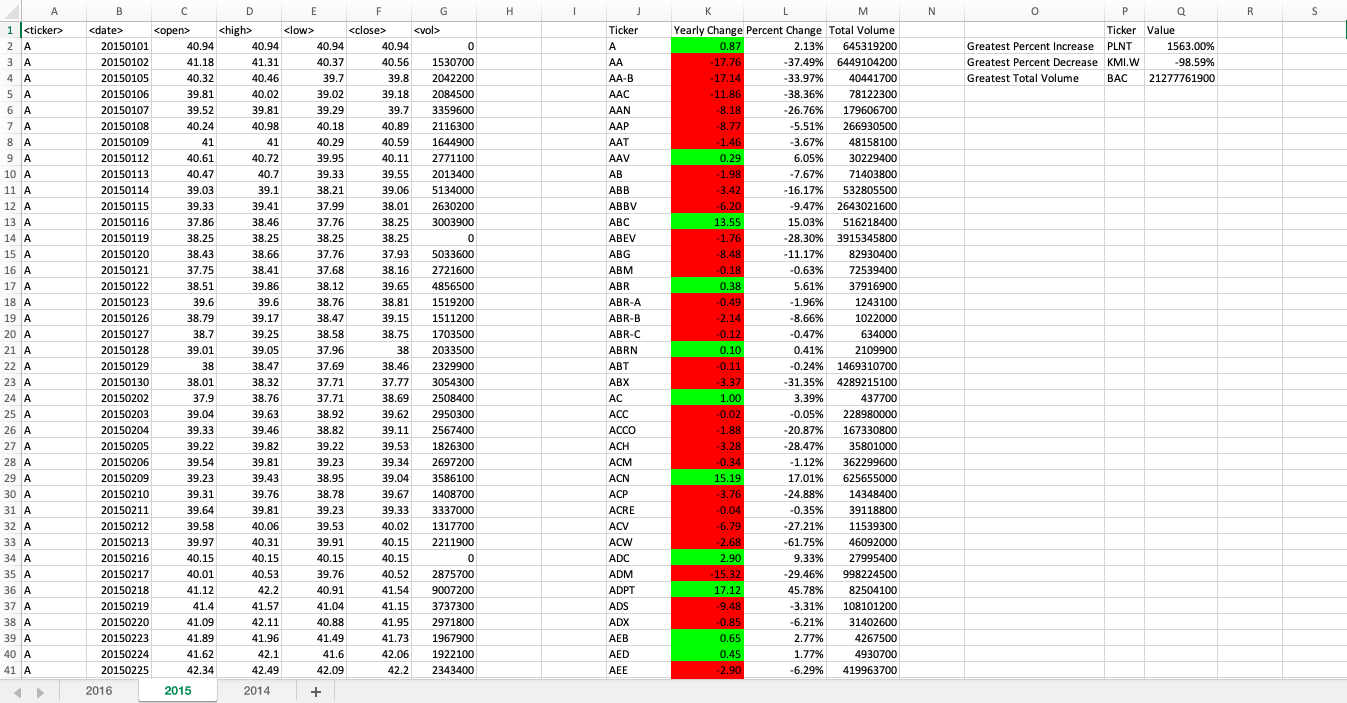 A B C D E F G H I J K L M N O P Q R S
1 <ticker> <date> <open> <high> <low> <close> <vol> Ticker Yearly Change Percent Change Total Volume Ticker Value
2 A 20150101 40.94 40.94 40.94 40.94 0 A 0.87 2.13% 645319200 Greatest Percent Increase PLNT 1563.00%
3 A 20150102 41.18 41.31 40.37 40.56 1530700 AA -17.76 -37.49% 6449104200 Greatest Percent Decrease KMI.W -98.59%
4 A 20150105 40.32 40.46 39.7 39.8 2042200 AA-B -17.14 -33.97% 40441700 Greatest Total Volume BAC 21277761900
5 A 20150106 39.81 40.02 39.02 39.18 2084500 AAC -11.86 -38.36% 78122300
6 A 20150107 39.52 39.81 39.29 39.7 3359600 AAN -8.18 -26.76% 179606700
7 A 20150108 40.24 40.98 40.18 40.89 2116300 AAP -8.77 -5.51% 266930500
8 A 20150109 41 41 40.29 40.59 1644900 AAT -1.46 -3.67% 48158100
9 A 20150112 40.61 40.72 39.95 40.11 2771100 AAV 0.29 6.05% 30229400
10 A 20150113 40.47 40.7 39.33 39.55 2013400 AB -1.98 -7.67% 71403800
11 A 20150114 39.03 39.1 38.21 39.06 5134000 ABB -3.42 -16.17% 532805500
12 A 20150115 39.33 39.41 37.99 38.01 2630200 ABBV -6.20 -9.47% 2643021600
13 A 20150116 37.86 38.46 37.76 38.25 3003900 ABC 13.55 15.03% 516218400
14 A 20150119 38.25 38.25 38.25 38.25 0 ABEV -1.76 -28.30% 3915345800
15 A 20150120 38.43 38.66 37.76 37.93 5033600 ABG -8.48 -11.17% 82930400
16 A 20150121 37.75 38.41 37.68 38.16 2721600 ABM -0.18 -0.63% 72539400
17 A 20150122 38.51 39.86 38.12 39.65 4856500 ABR 0.38 5.61% 37916900
18 A 20150123 39.6 39.6 38.76 38.81 1519200 ABR-A -0.49 -1.96% 1243100
19 A 20150126 38.79 39.17 38.47 39.15 1511200 ABR-B -2.14 -8.66% 1022000
20 A 20150127 38.7 39.25 38.58 38.75 1703500 ABR-C -0.12 -0.47% 634000
21 A 20150128 39.01 39.05 37.96 38 2033500 ABRN 0.10 0.41% 2109900
22 A 20150129 38 38.47 37.69 38.46 2329900 ABT -0.11 -0.24% 1469310700
23 A 20150130 38.01 38.32 37.71 37.77 3054300 ABX -3.37 -31.35% 4289215100
24 A 20150202 37.9 38.76 37.71 38.69 2508400 AC 1.00 3.39% 437700
25 A 20150203 39.04 39.63 38.92 39.62 2950300 ACC -0.02 -0.05% 228980000
26 A 20150204 39.33 39.46 38.82 39.11 2567400 ACCO -1.88 -20.87% 167330800
27 A 20150205 39.22 39.82 39.22 39.53 1826300 ACH -3.28 -28.47% 35801000
28 A 20150206 39.54 39.81 39.23 39.34 2697200 ACM -0.34 -1.12% 362299600
29 A 20150209 39.23 39.43 38.95 39.04 3586100 ACN 15.19 17.01% 625655000
30 A 20150210 39.31 39.76 38.78 39.67 1408700 ACP -3.76 -24.88% 14348400
31 A 20150211 39.64 39.81 39.23 39.33 3337000 ACRE -0.04 -0.35% 39118800
32 A 20150212 39.58 40.06 39.53 40.02 1317700 ACV -6.79 -27.21% 11539300
33 A 20150213 39.97 40.31 39.91 40.15 2211900 ACW -2.68 -61.75% 46092000
34 A 20150216 40.15 40.15 40.15 40.15 0 ADC 2.90 9.33% 27995400
35 A 20150217 40.01 40.53 39.76 40.52 2875700 ADM -15.32 -29.46% 998224500
36 A 20150218 41.12 42.2 40.91 41.54 9007200 ADPT 17.12 45.78% 82504100
37 A 20150219 41.4 41.57 41.04 41.15 3737300 ADS -9.48 -3.31% 108101200
38 A 20150220 41.09 42.11 40.88 41.95 2971800 ADX -0.85 -6.21% 31402600
39 A 20150223 41.89 41.96 41.49 41.73 1967900 AEB 0.65 2.77% 4267500
40 A 20150224 41.62 42.1 41.6 42.06 1922100 AED 0.45 1.77% 4930700
41 A 20150225 42.34 42.49 42.09 42.2 2343400 AEE -2.90 -6.29% 419963700
2016 2015 2014 +